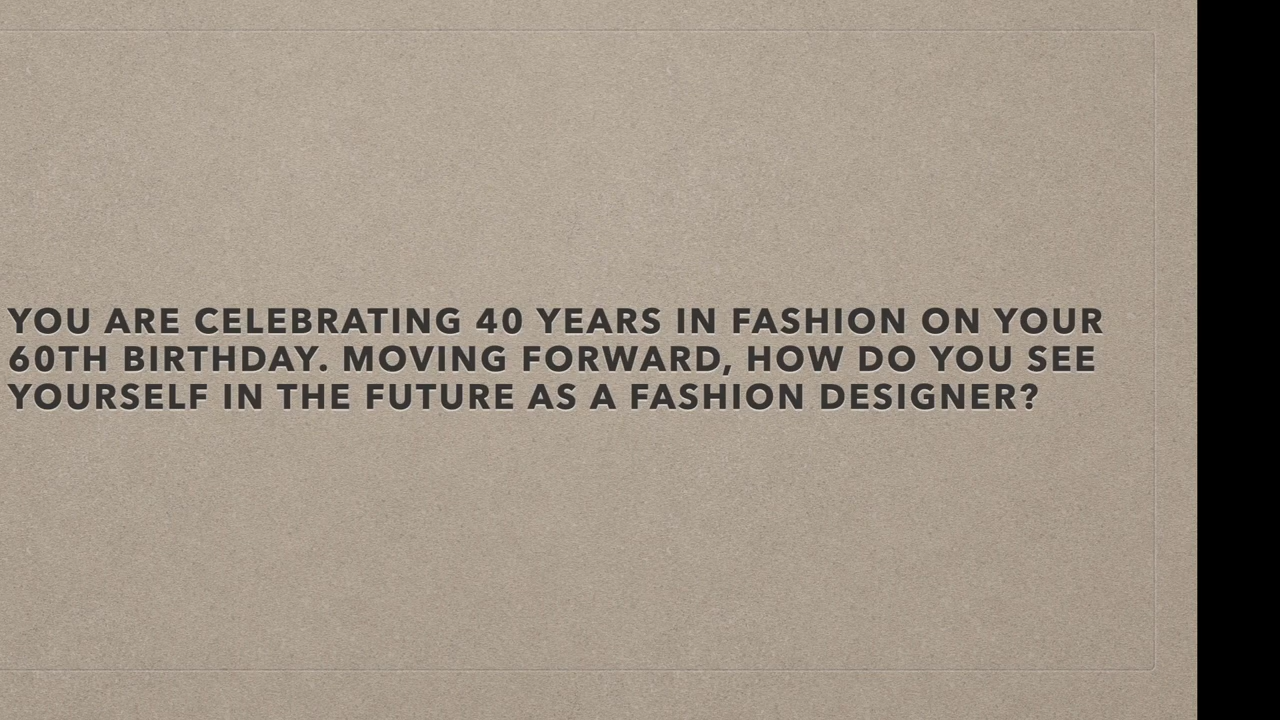 YOU ARE CELEBRATING 40 YEARS IN FASHION ON YOUR
60TH BIRTHDAY. MOVING FORWARD, HOW DO YOU SEE
YOURSELF IN THE FUTURE AS A FASHION DESIGNER?